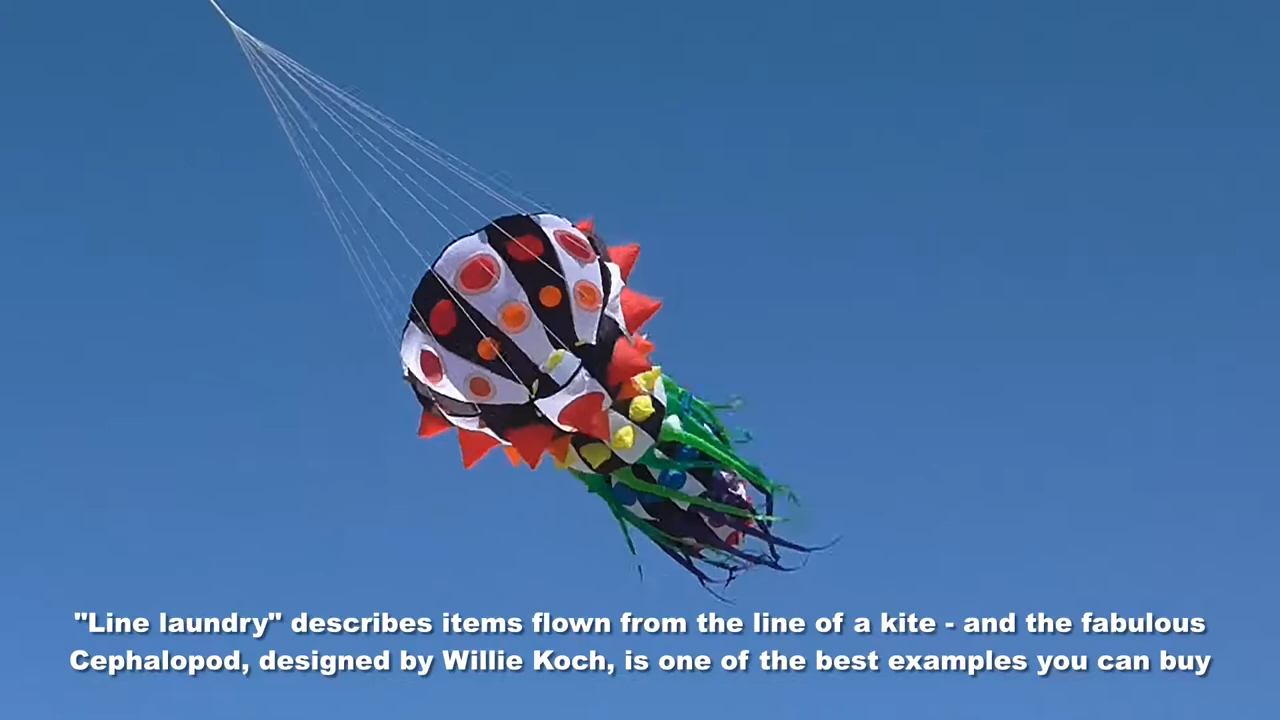 "Line laundry" describes items flown from the line of a kite - and the fabulous
Cephalopod, designed by Willie Koch, is one of the best examples you can buy